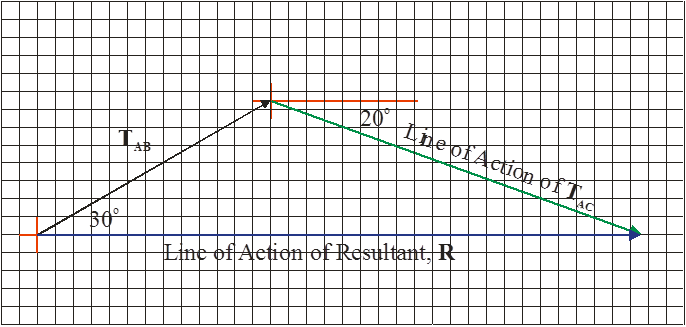 20°
T_AB
Line of Action of T_AC
30°
Line of Action of Resultant, R